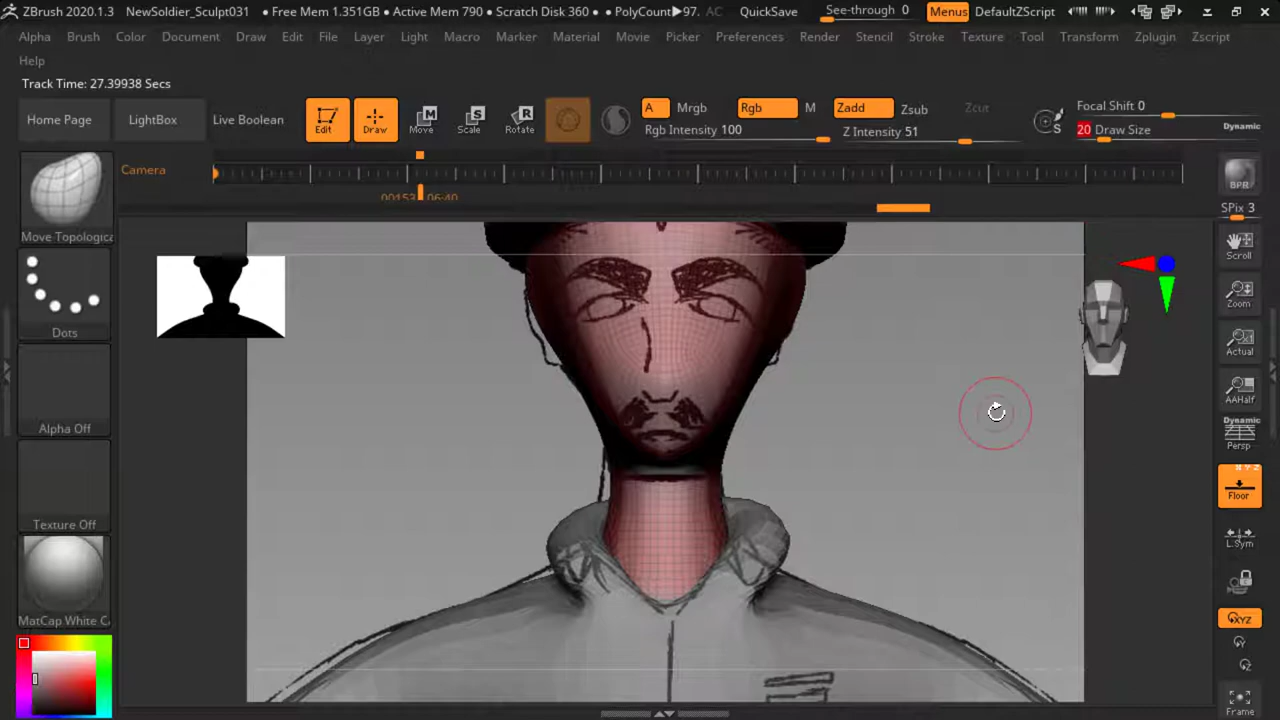 ZBrush 2020.1.3 NewSoldier_Sculpt031 • Free Mem 1.351GB • Active Mem 790 • Scratch Disk 360 • • PolyCount▶97. AC QuickSave See-through 0 Menus DefaultZScript
Alpha Brush Color Document Draw Edit File Layer Light Macro Marker Material Movie Picker Preferences Render Stencil Stroke Texture Tool Transform Zplugin Zscript
Help
Track Time: 27.39938 Secs
Home Page LightBox Live Boolean Edit Draw Move Scale Rotate A Mrgb Rgb M Zadd Zsub Zcut Focal Shift 0
Rgb Intensity 100 Z Intensity 51 20 Draw Size Dynamic
Camera
00153 06:40
BPR
SPix 3
Move Topologica
Scroll
Zoom
Dots
Actual
AAHalf
Alpha Off
Dynamic
Persp
X Y Z
Floor
Texture Off
L.Sym
MatCap White C
XYZ
Y
Z
Frame